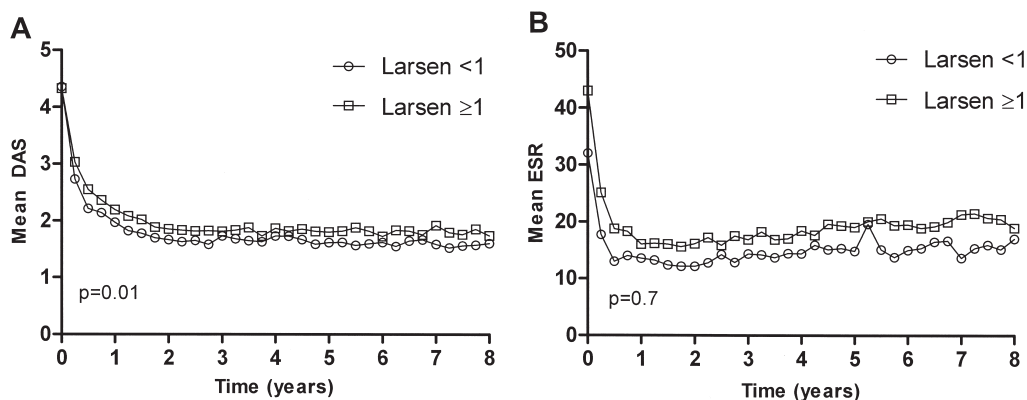 A
Mean DAS
5
4
3
2
1
0
Larsen <1
Larsen ≥1
p=0.01
0 1 2 3 4 5 6 7 8
Time (years)
B
Mean ESR
50
40
30
20
10
0
Larsen <1
Larsen ≥1
p=0.7
0 1 2 3 4 5 6 7 8
Time (years)